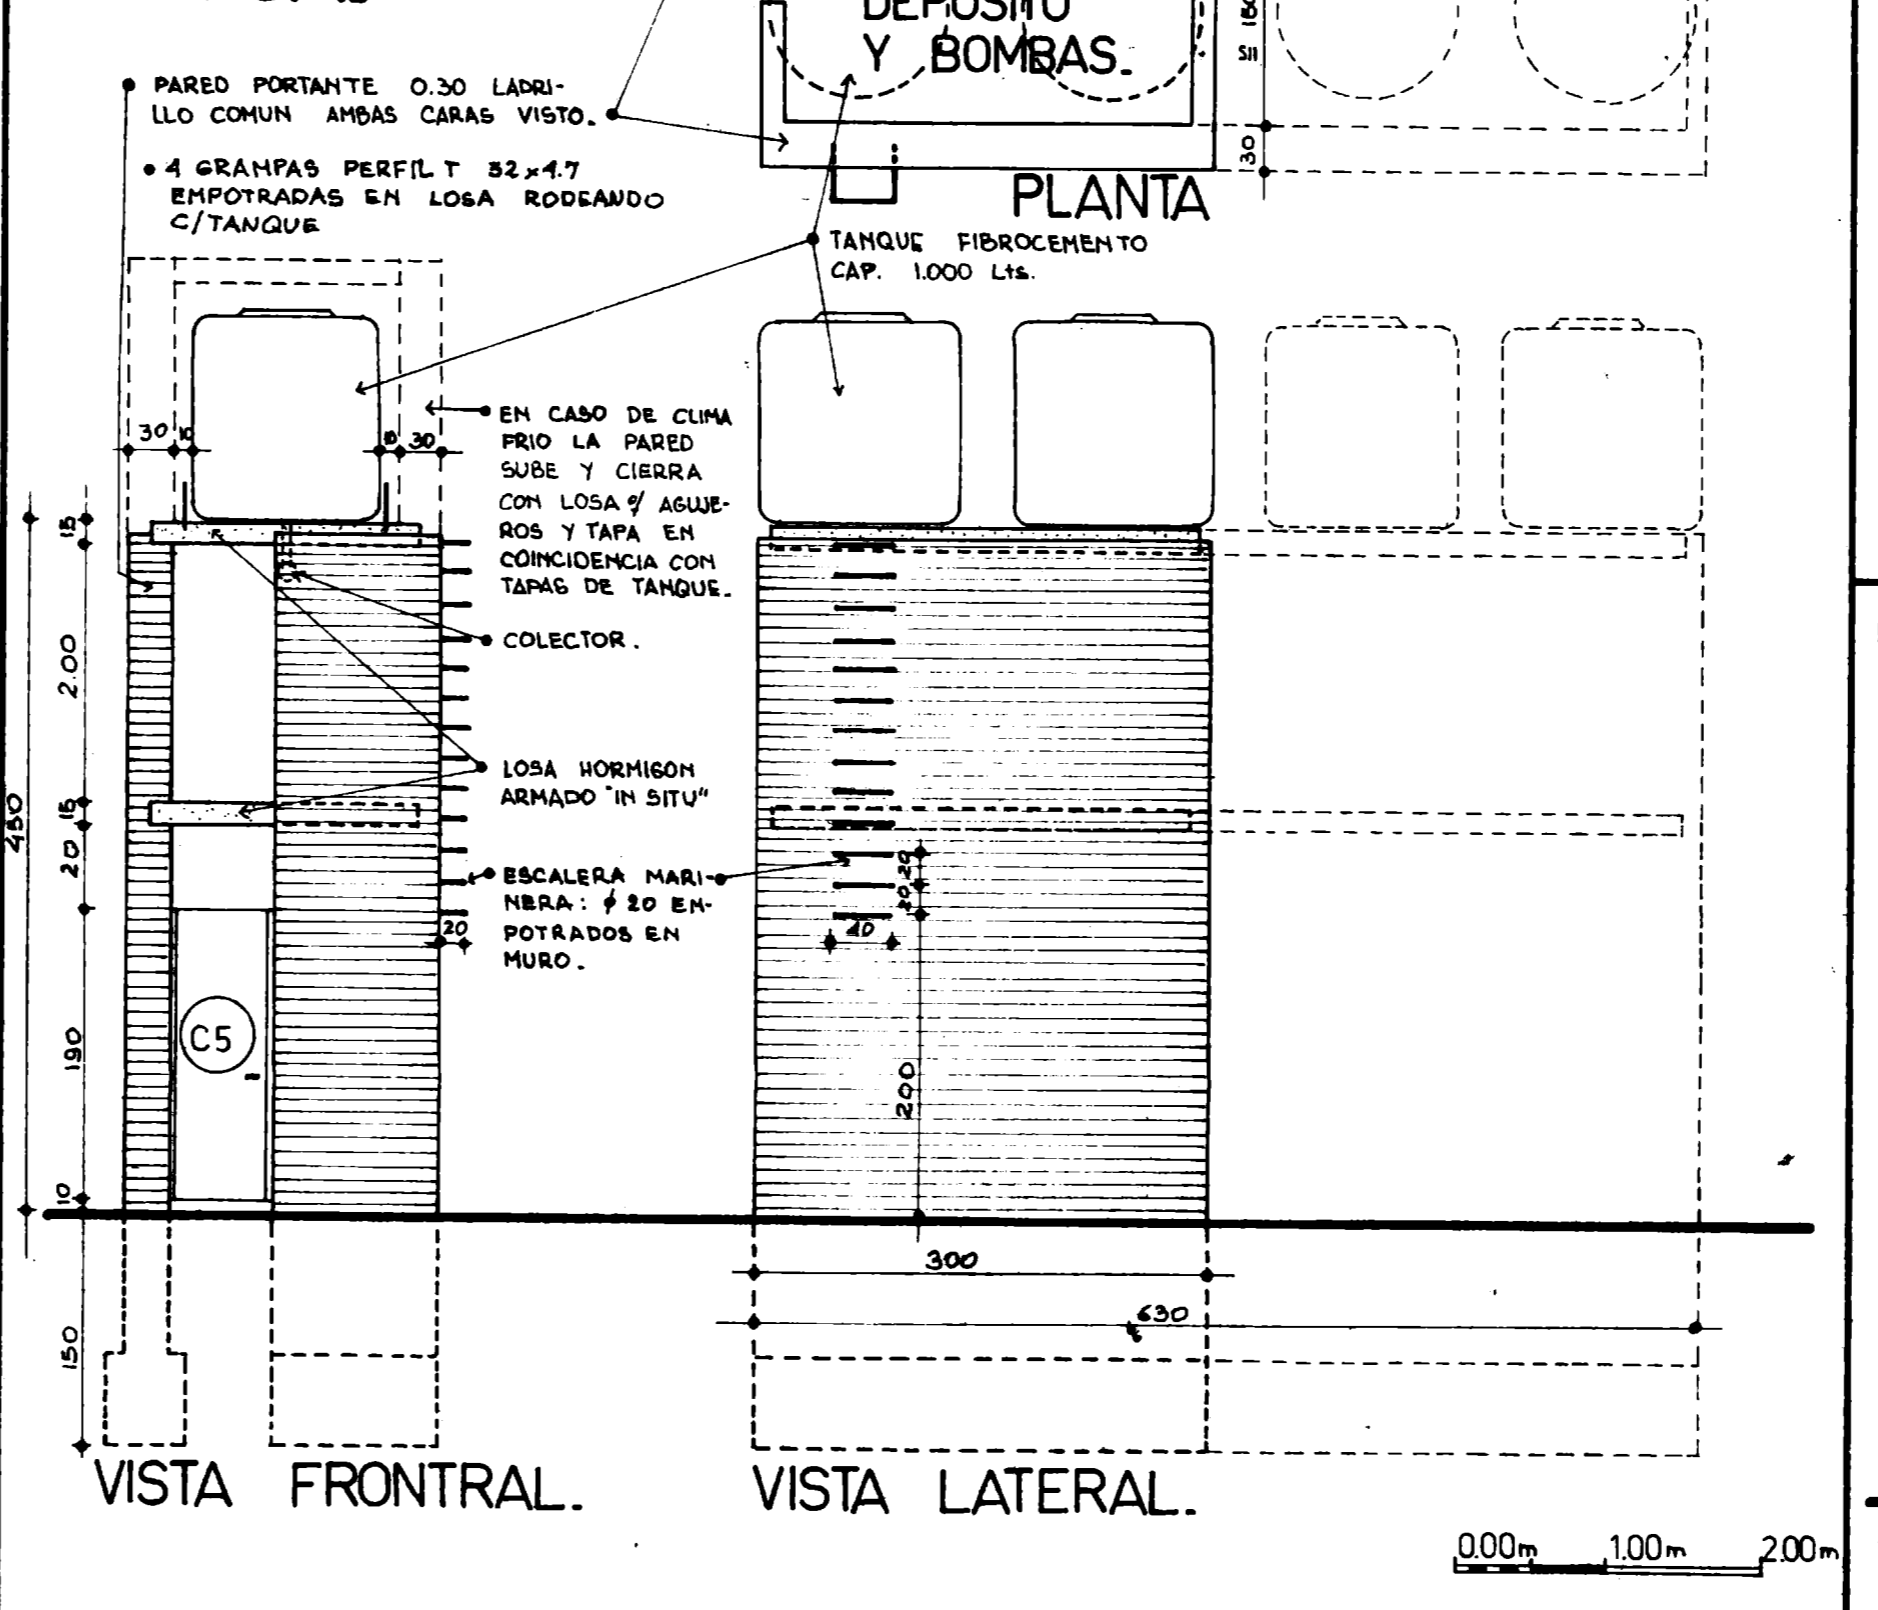 DEPOSITO
Y BOMBAS.
180
S11
30
PARED PORTANTE 0.30 LADRI-
LLO COMUN AMBAS CARAS VISTO.
4 GRAMPAS PERFIL T 32x4.7
EMPOTRADAS EN LOSA RODEANDO
C/TANQUE
PLANTA
TANQUE FIBROCEMENTO
CAP. 1.000 Lts.
30 10 10 30
EN CASO DE CLIMA
FRIO LA PARED
SUBE Y CIERRA
CON LOSA c/ AGUJE-
ROS Y TAPA EN
COINCIDENCIA CON
TAPAS DE TANQUE.
COLECTOR.
LOSA HORMIGON
ARMADO "IN SITU"
ESCALERA MARI-
NERA: ϕ 20 EM-
POTRADOS EN
MURO.
15
2.00
15
20
190
10
150
450
C5
20
20 20
40
200
300
630
VISTA FRONTRAL.
VISTA LATERAL.
0.00m 1.00m 2.00m